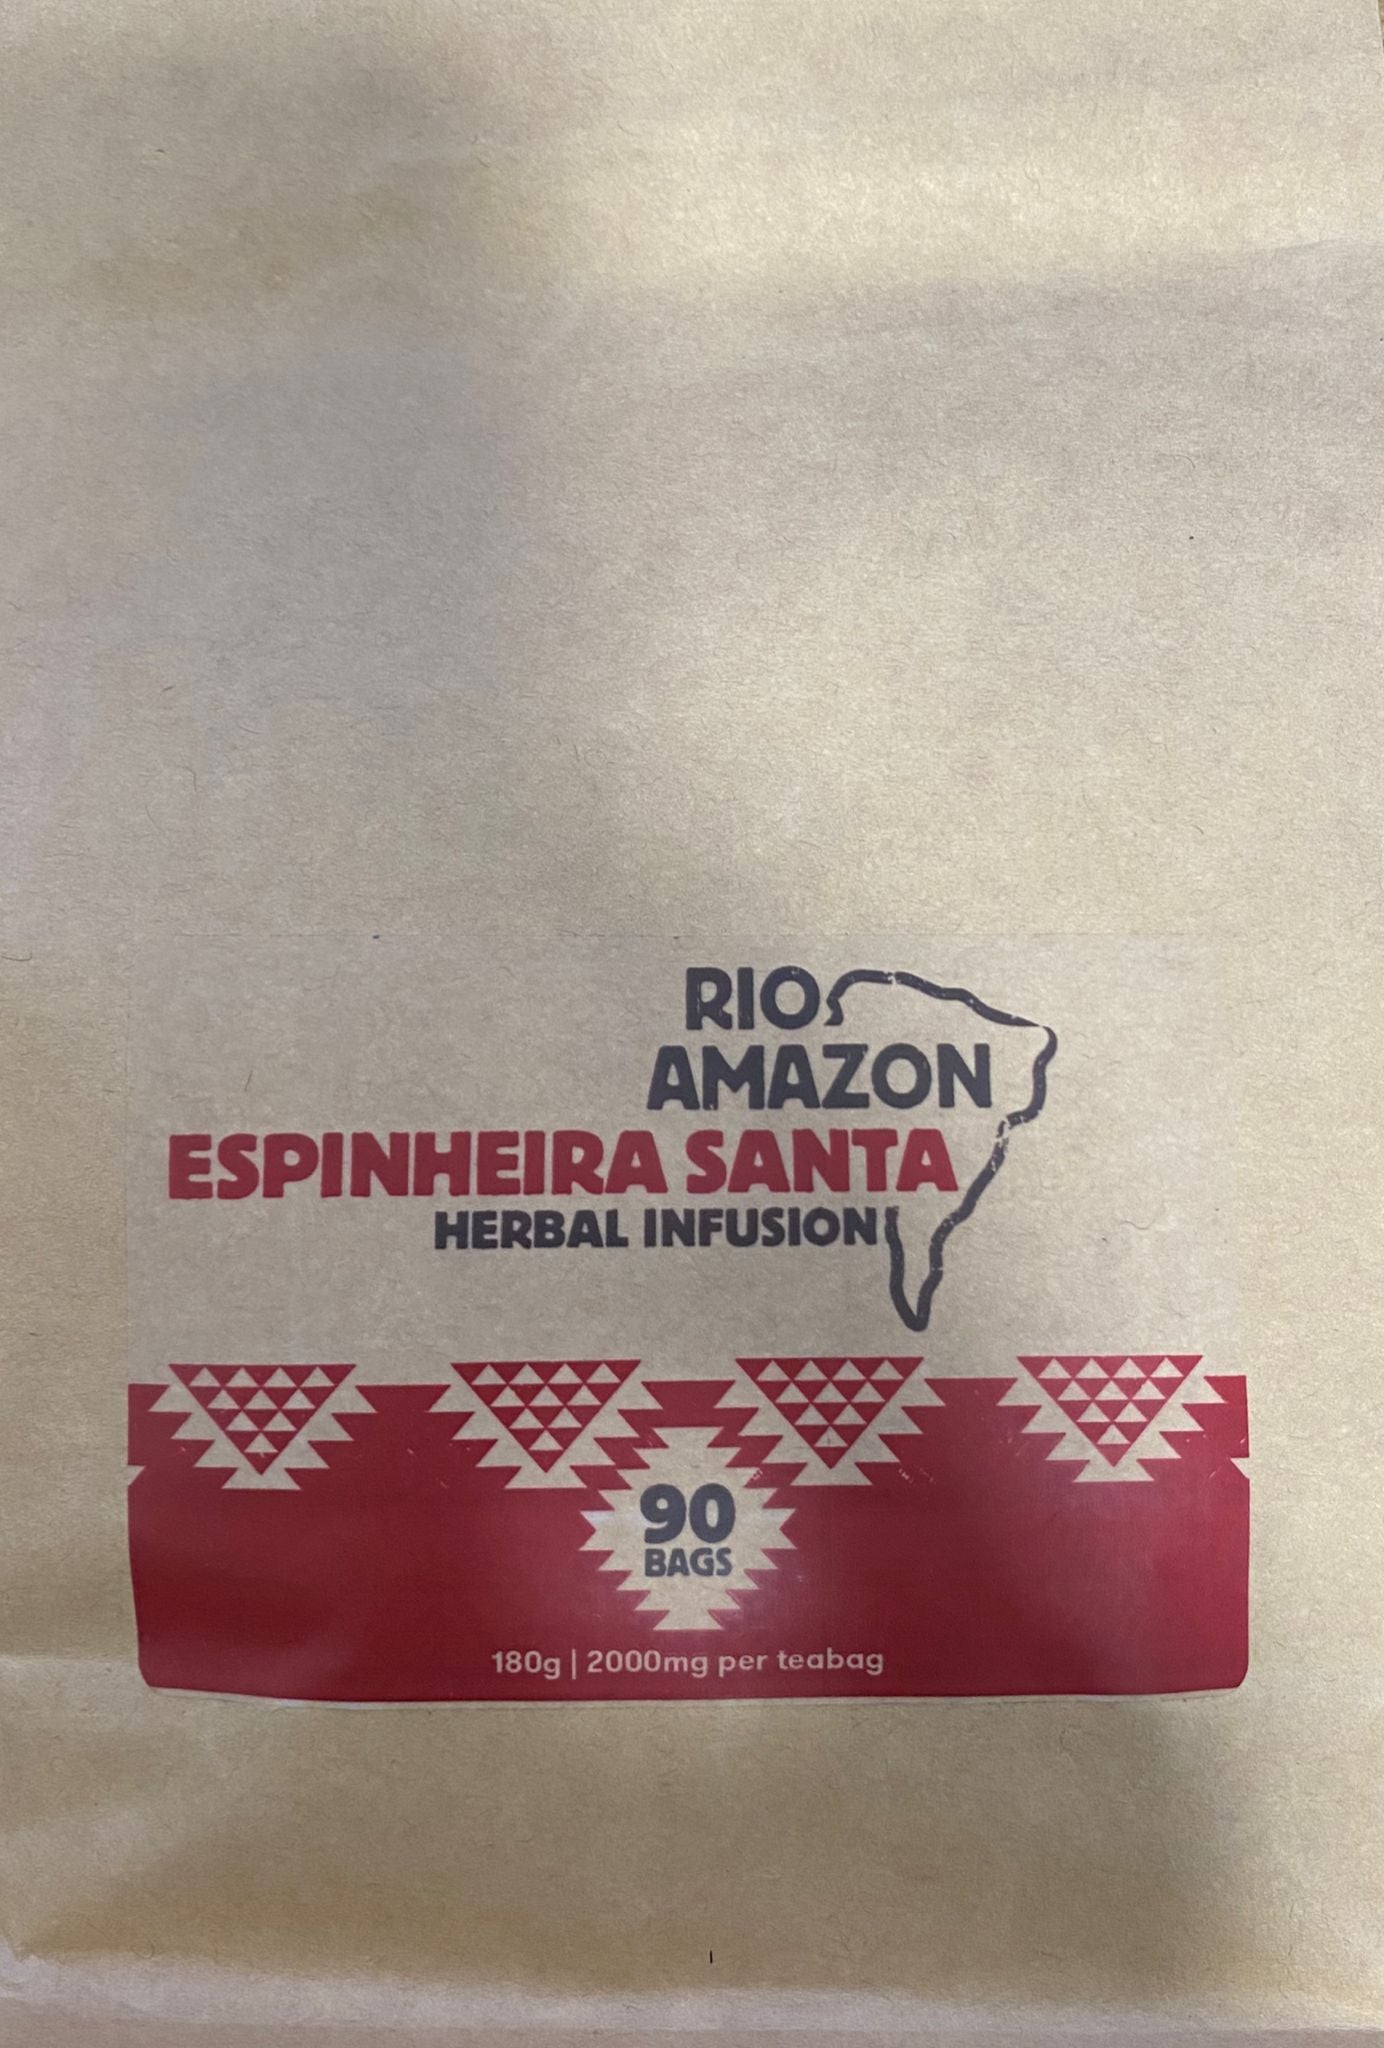 RIO
AMAZON
ESPINHEIRA SANTA
HERBAL INFUSION
90
BAGS
180g | 2000mg per teabag